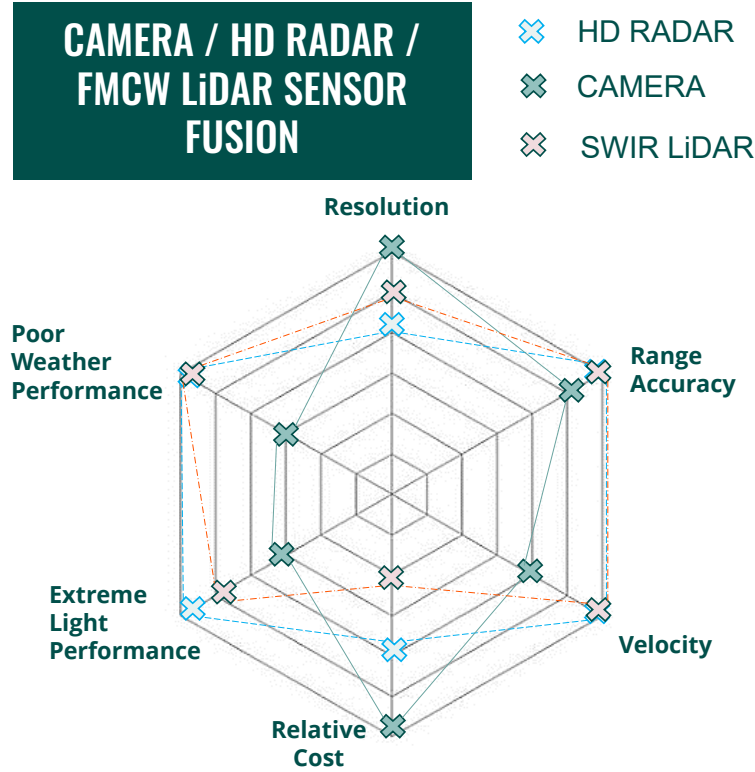 CAMERA / HD RADAR /
FMCW LiDAR SENSOR
FUSION
HD RADAR
CAMERA
SWIR LiDAR
Resolution
Poor
Weather
Performance
Range
Accuracy
Extreme
Light
Performance
Velocity
Relative
Cost